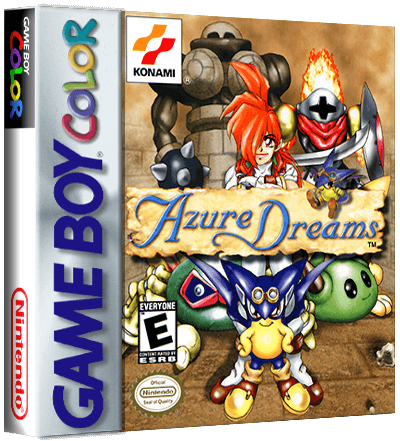 GAME BOY
COLOR
Nintendo
GAME BOY COLOR
KONAMI
®
Azure Dreams
TM
EVERYONE
E
CONTENT RATED BY
ESRB
Official
Nintendo
Seal of Quality